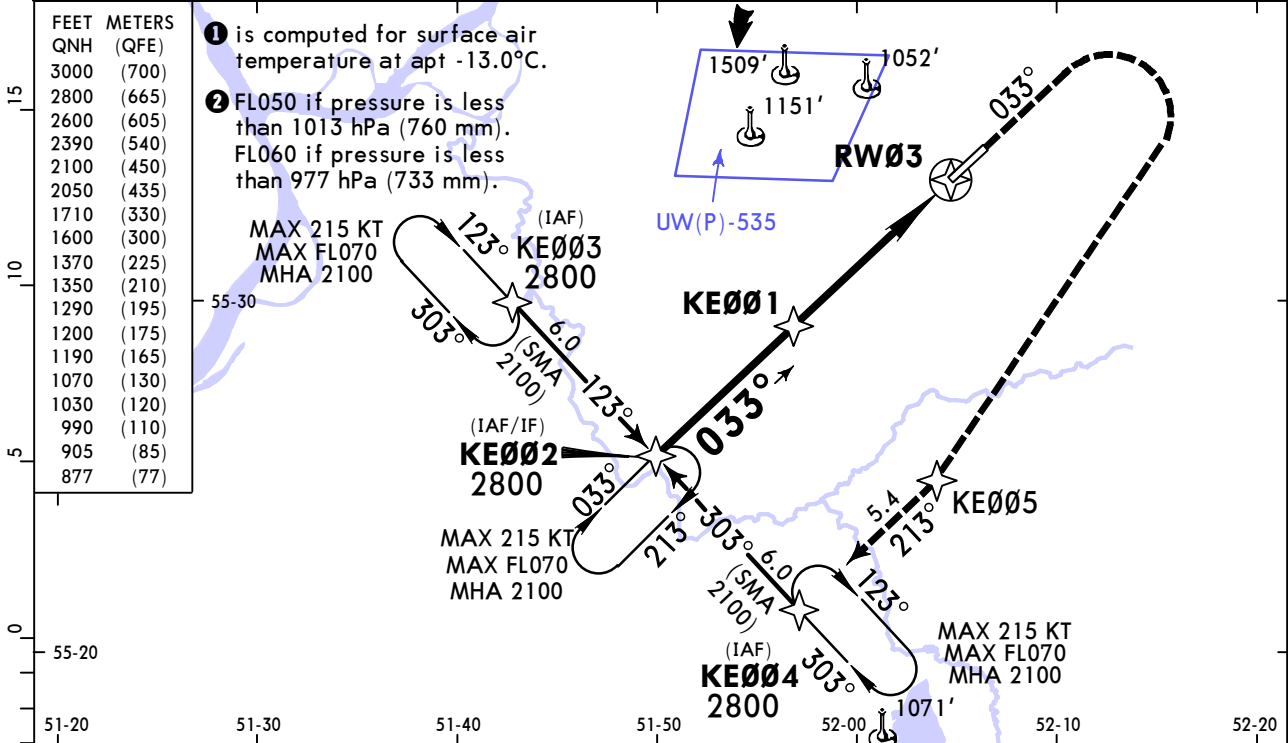 FEET METERS
QNH (QFE)
3000 (700)
2800 (665)
2600 (605)
2390 (540)
2100 (450)
2050 (435)
1710 (330)
1600 (300)
1370 (225)
1350 (210)
1290 (195)
1200 (175)
1190 (165)
1070 (130)
1030 (120)
990 (110)
905 (85)
877 (77)
❶ is computed for surface air
temperature at apt -13.0°C.
❷ FL050 if pressure is less
than 1013 hPa (760 mm).
FL060 if pressure is less
than 977 hPa (733 mm).
1509'
1052'
1151'
UW(P)-535
033°
RWØ3
MAX 215 KT
MAX FL070
MHA 2100
123°
303°
(IAF)
KEØØ3
2800
6.0
(SMA
2100)
123°
55-30
KEØØ1
033°
(IAF/IF)
KEØØ2
2800
033°
213°
MAX 215 KT
MAX FL070
MHA 2100
303°
6.0
(SMA
2100)
(IAF)
KEØØ4
2800
123°
303°
MAX 215 KT
MAX FL070
MHA 2100
KEØØ5
5.4
213°
1071'
15
10
5
0
55-20
51-20
51-30
51-40
51-50
52-00
52-10
52-20